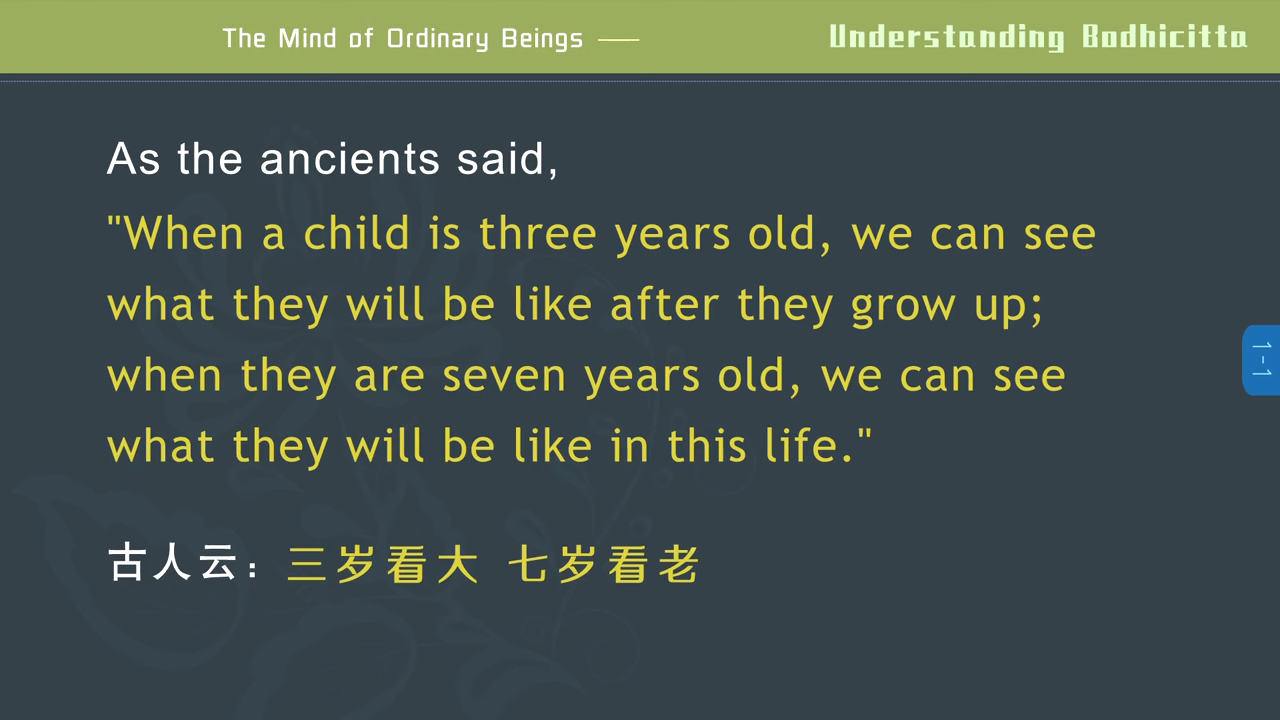 The Mind of Ordinary Beings ——
Understanding Bodhicitta
As the ancients said,
"When a child is three years old, we can see
what they will be like after they grow up;
when they are seven years old, we can see
what they will be like in this life."
古人云：三岁看大 七岁看老
1-1